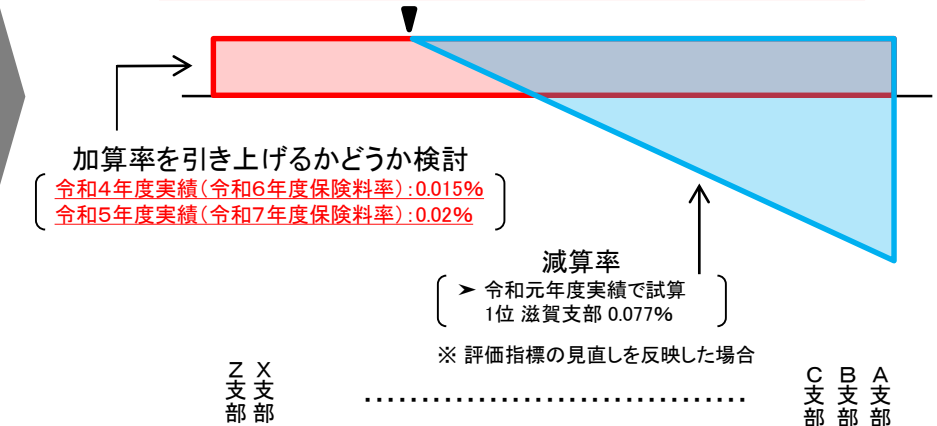 加算率を引き上げるかどうか検討
令和4年度実績(令和6年度保険料率):0.015%
令和5年度実績(令和7年度保険料率):0.02%
減算率
➤ 令和元年度実績で試算
1位 滋賀支部 0.077%
※ 評価指標の見直しを反映した場合
Z支部
X支部
‥‥‥‥‥‥‥‥‥‥‥‥‥‥‥‥
C支部
B支部
A支部